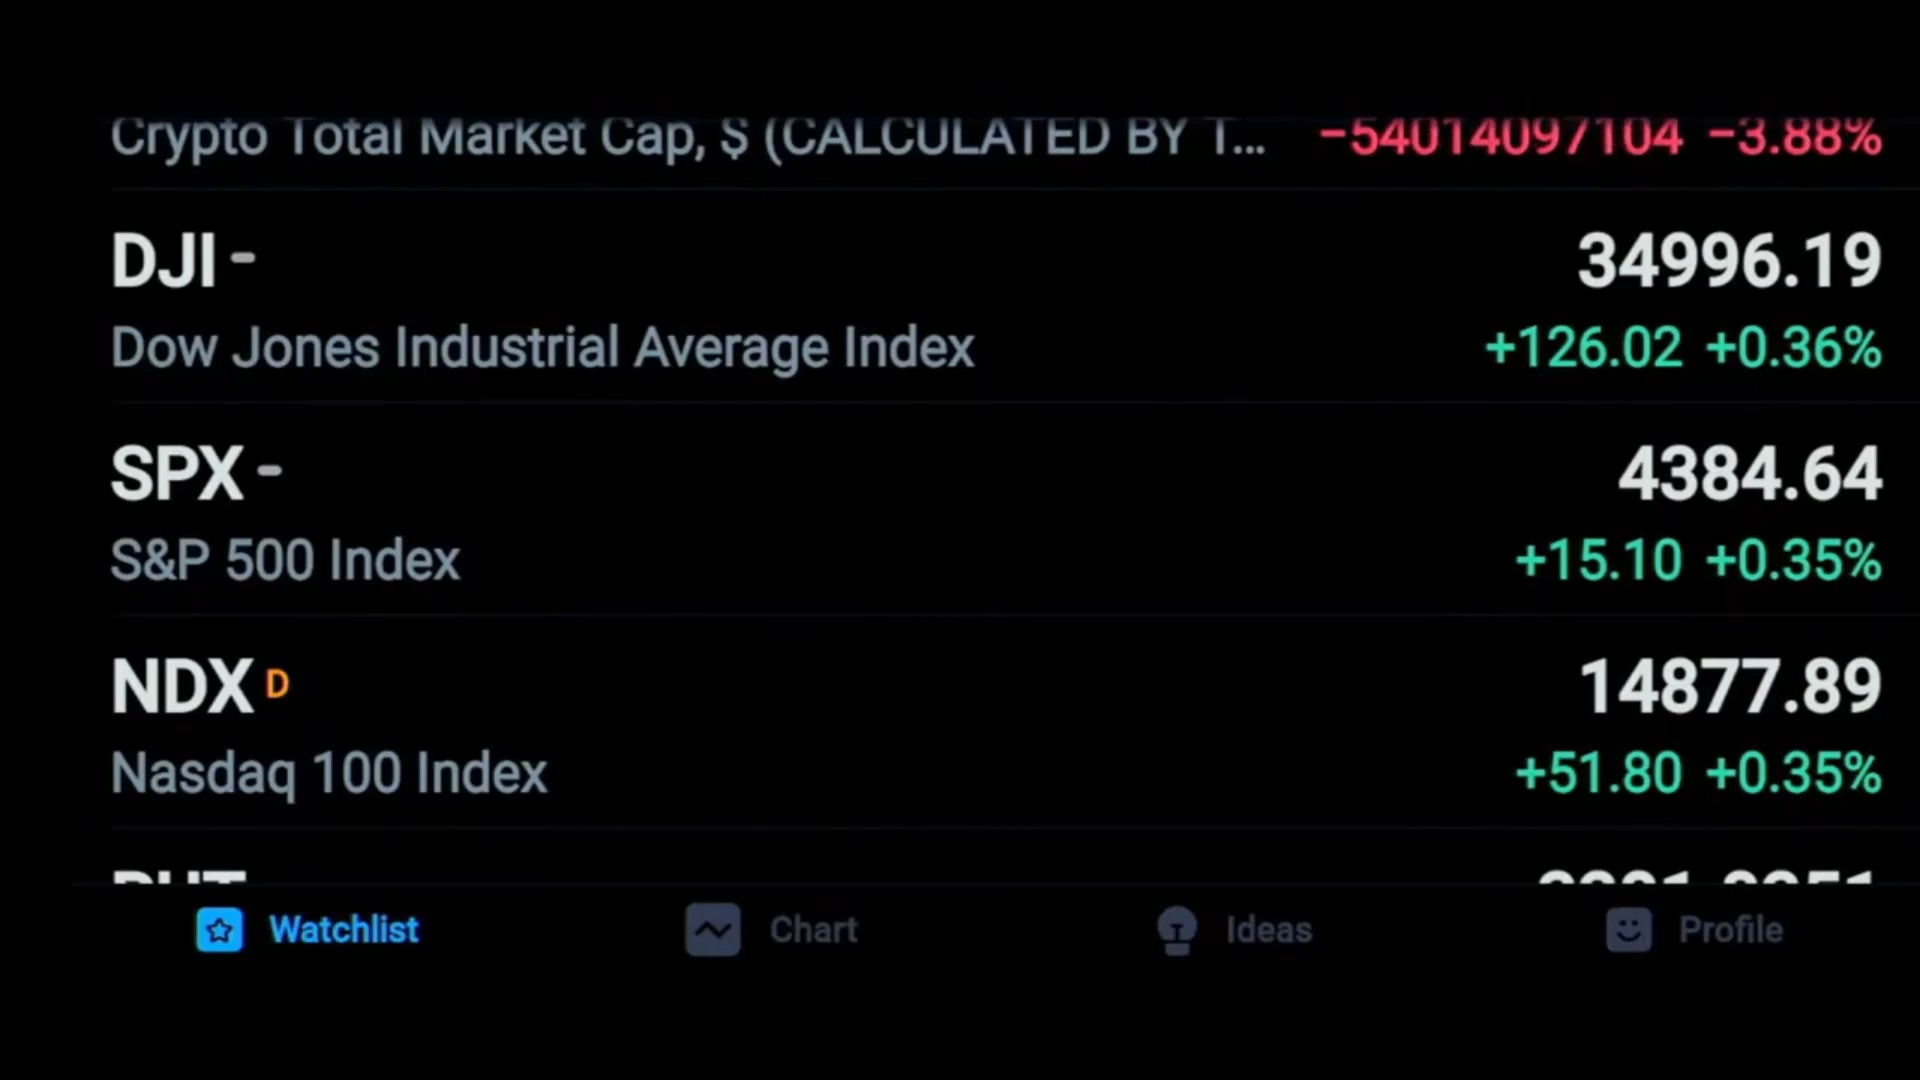 Crypto Total Market Cap, $ (CALCULATED BY T... −54014097104 −3.88%
DJI 34996.19
Dow Jones Industrial Average Index +126.02 +0.36%
SPX 4384.64
S&P 500 Index +15.10 +0.35%
NDX D 14877.89
Nasdaq 100 Index +51.80 +0.35%
Watchlist Chart Ideas Profile